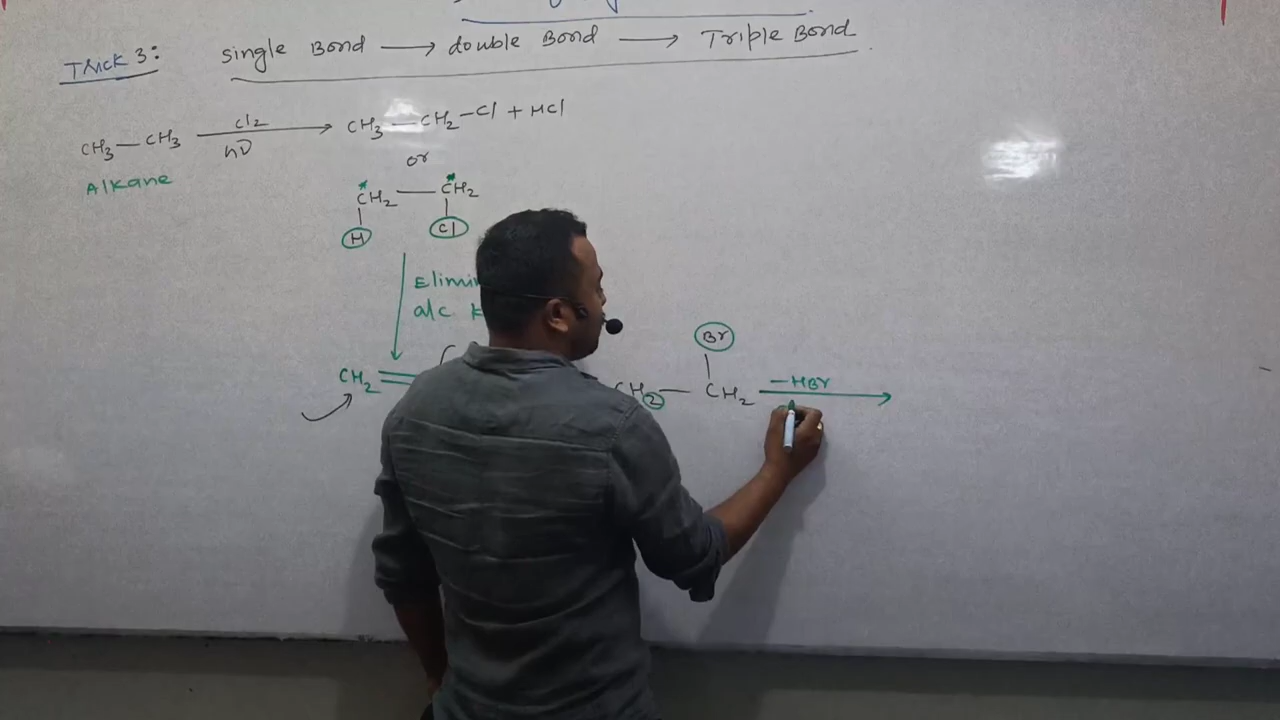 Trick 3:
single Bond → double Bond → Triple Bond
CH3—CH3 Cl2 hν → CH3—CH2—Cl + HCl
Alkane
or
*CH2—*CH2
H Cl
alc
Br
CH2= CH2—CH2 -HBr →